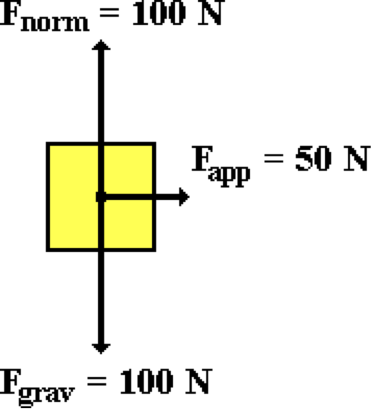 Fnorm = 100 N
Fapp = 50 N
Fgrav = 100 N